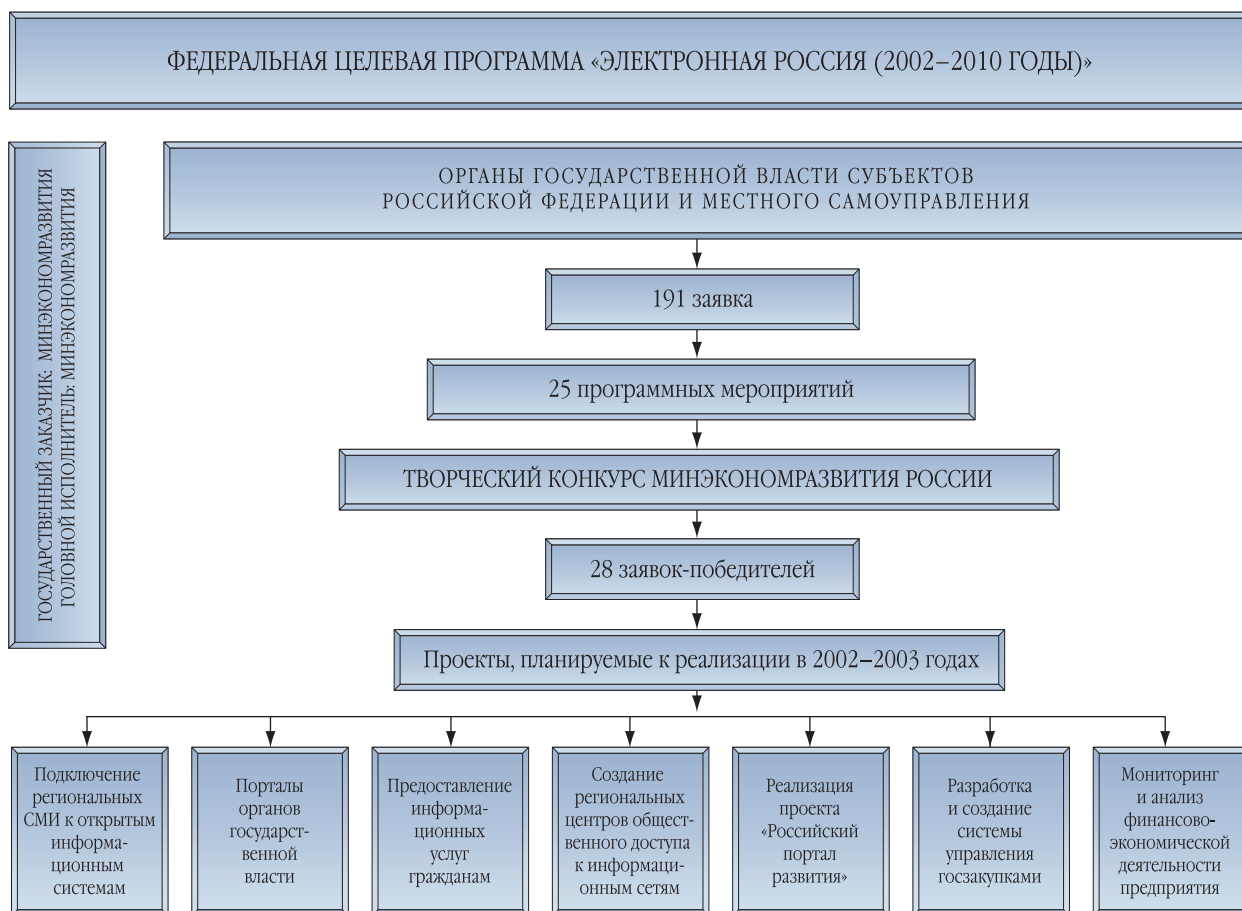 ФЕДЕРАЛЬНАЯ ЦЕЛЕВАЯ ПРОГРАММА «ЭЛЕКТРОННАЯ РОССИЯ (2002–2010 ГОДЫ)»
ГОСУДАРСТВЕННЫЙ ЗАКАЗЧИК: МИНЭКОНОМРАЗВИТИЯ
ГОЛОВНОЙ ИСПОЛНИТЕЛЬ: МИНЭКОНОМРАЗВИТИЯ
ОРГАНЫ ГОСУДАРСТВЕННОЙ ВЛАСТИ СУБЪЕКТОВ
РОССИЙСКОЙ ФЕДЕРАЦИИ И МЕСТНОГО САМОУПРАВЛЕНИЯ
191 заявка
25 программных мероприятий
ТВОРЧЕСКИЙ КОНКУРС МИНЭКОНОМРАЗВИТИЯ РОССИИ
28 заявок-победителей
Проекты, планируемые к реализации в 2002–2003 годах
Подключение
региональных
СМИ к открытым
информа-
ционным
системам
Порталы
органов
государст-
венной
власти
Предоставление
информа-
ционных
услуг
гражданам
Создание
региональных
центров общест-
венного доступа
к информаци-
онным сетям
Реализация
проекта
«Российский
портал
развития»
Разработка
и создание
системы
управления
госзакупками
Мониторинг
и анализ
финансово-
экономической
деятельности
предприятия